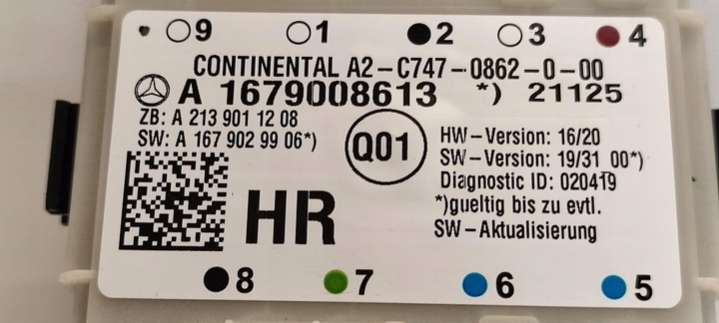 9 1 2 3 4
CONTINENTAL A2-C747-0862-0-00
A 1679008613 *) 21125
ZB: A 213 901 12 08
SW: A 167 902 99 06*)
Q01
HW-Version: 16/20
SW-Version: 19/31 00*)
Diagnostic ID: 020419
*)gueltig bis zu evtl.
SW-Aktualisierung
HR
8 7 6 5